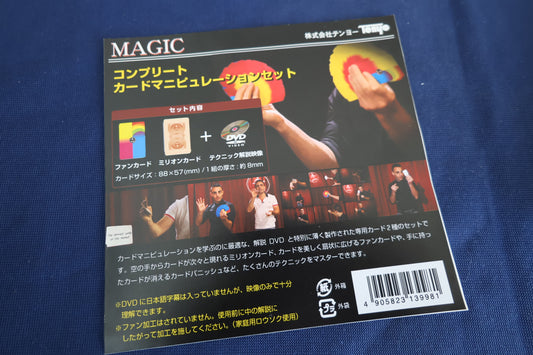 MAGIC
株式会社テンヨー Tenyo
コンプリート
カードマニピュレーションセット
セット内容
DVD
VIDEO
ファンカード ミリオンカード テクニック解説映像
カードサイズ：88×57(mm) / 1組の厚さ：約8mm
カードマニピュレーションを学ぶのに最適な、解説 DVD と特別に薄く製作された専用カード2種のセットで
す。空の手からカードが次々と現れるミリオンカード、カードを美しく扇状に広げるファンカードや、手に持っ
たカードが消えるカードバニッシュなど、たくさんのテクニックをマスターできます。
※DVD に日本語字幕は入っていませんが、映像のみで十分
理解できます。
※ファン加工はされていません。使用前に中の解説に
したがって加工を施してください。（家庭用ロウソク使用）
紙 外箱
プラ 外袋
4 905823 139981